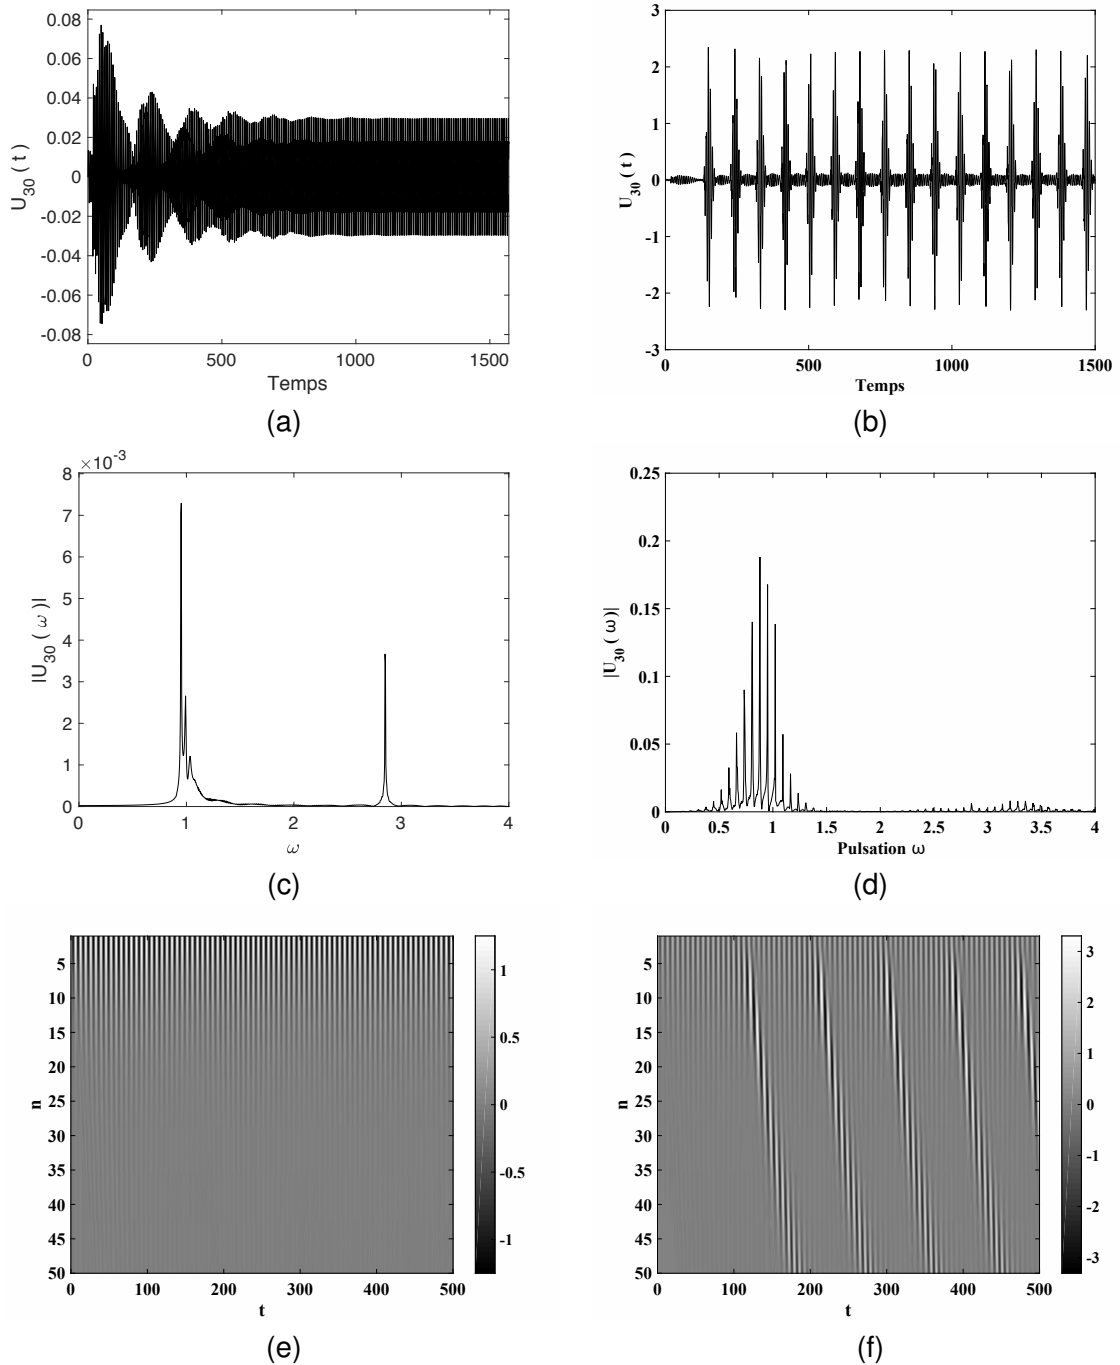 0.08
0.06
0.04
0.02
0
-0.02
-0.04
-0.06
-0.08
U30 ( t )
0 500 1000 1500
Temps
(a)
3
2
1
0
-1
-2
-3
U30 ( t )
0 500 1000 1500
Temps
(b)
×10-3
8
7
6
5
4
3
2
1
0
|U30 ( ω )|
0 1 2 3 4
ω
(c)
0.25
0.2
0.15
0.1
0.05
0
|U30 ( ω )|
0 0.5 1 1.5 2 2.5 3 3.5 4
Pulsation ω
(d)
5
10
15
20
25
30
35
40
45
50
n
0 100 200 300 400 500
t
1
0.5
0
-0.5
-1
(e)
5
10
15
20
25
30
35
40
45
50
n
0 100 200 300 400 500
t
3
2
1
0
-1
-2
-3
(f)